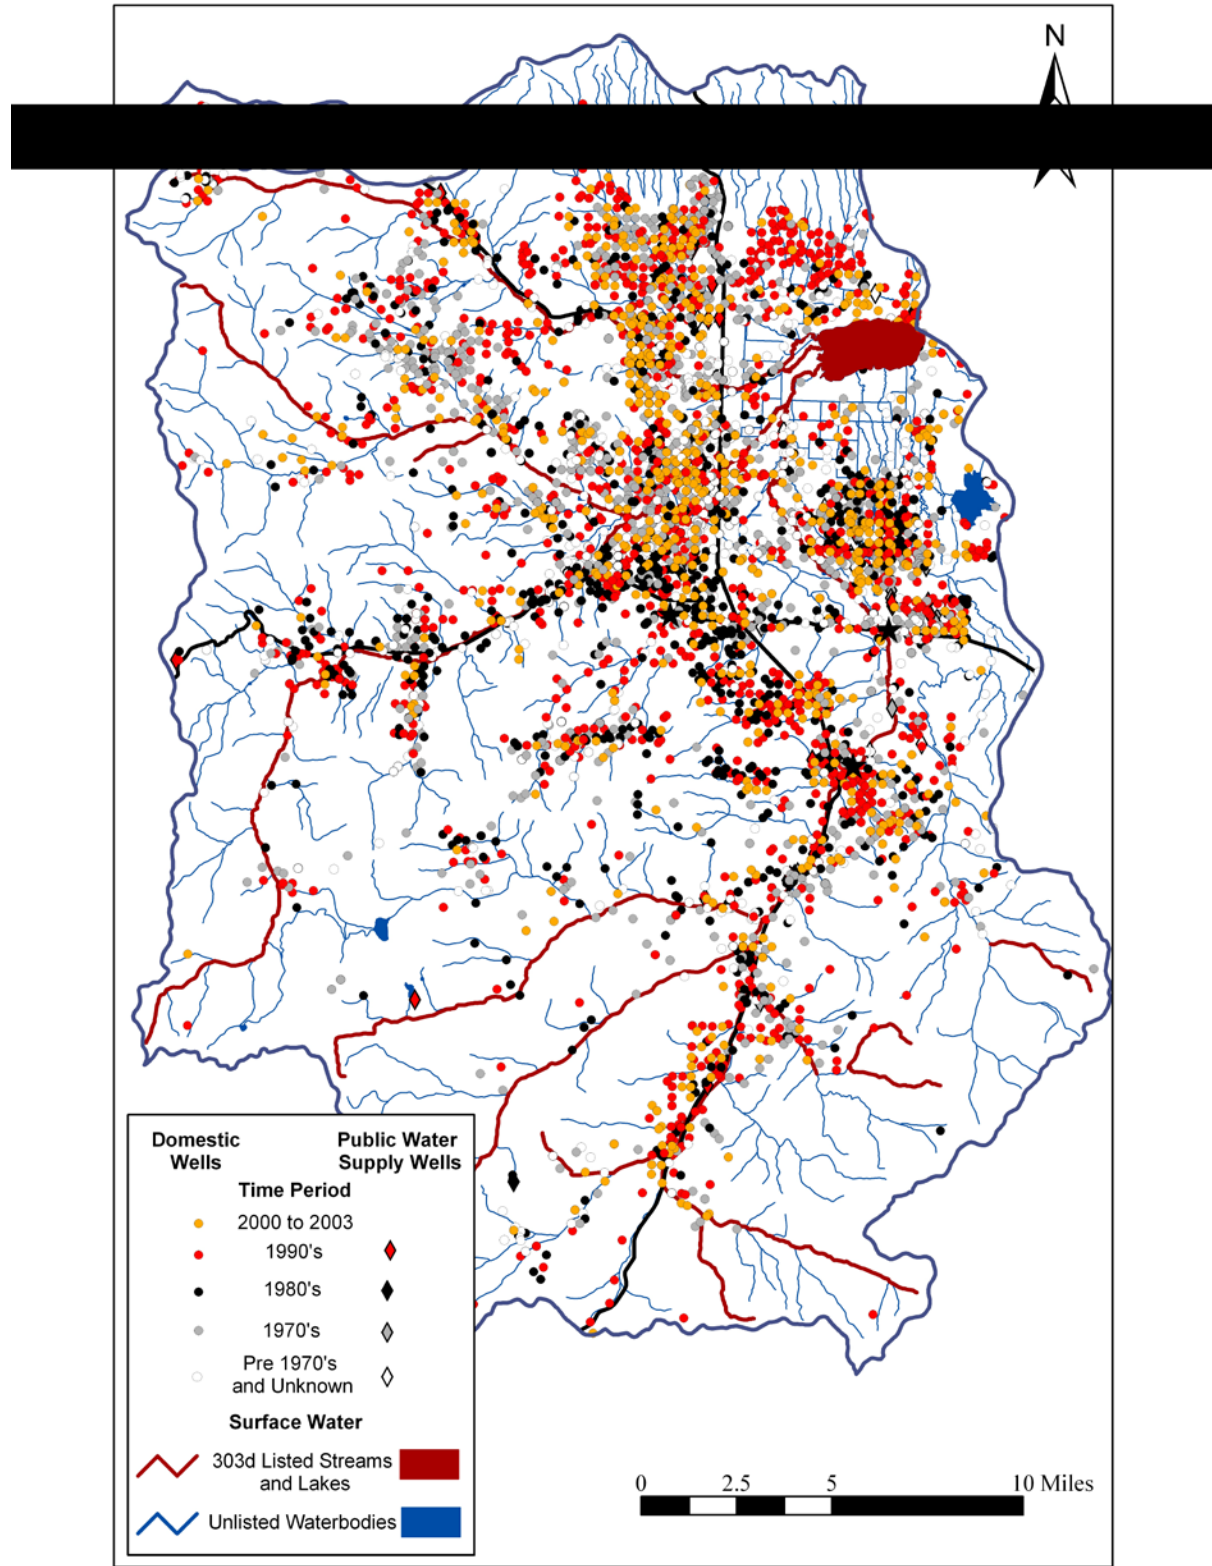 N
Domestic Wells
Public Water Supply Wells
Time Period
2000 to 2003
1990's
1980's
1970's
Pre 1970's
and Unknown
Surface Water
303d Listed Streams
and Lakes
Unlisted Waterbodies
0 2.5 5 10 Miles